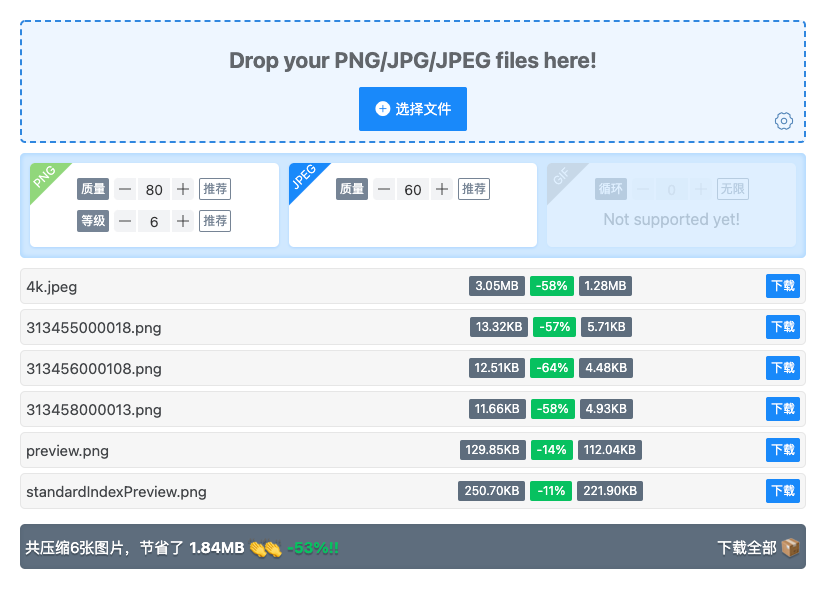 Drop your PNG/JPG/JPEG files here!
选择文件
PNG 质量 80 推荐
等级 6 推荐
JPEG 质量 60 推荐
GIF 循环 0 无限
Not supported yet!
4k.jpeg 3.05MB -58% 1.28MB 下载
313455000018.png 13.32KB -57% 5.71KB 下载
313456000108.png 12.51KB -64% 4.48KB 下载
313458000013.png 11.66KB -58% 4.93KB 下载
preview.png 129.85KB -14% 112.04KB 下载
standardIndexPreview.png 250.70KB -11% 221.90KB 下载
共压缩6张图片，节省了 1.84MB 👏👏 -53%!! 下载全部 📦